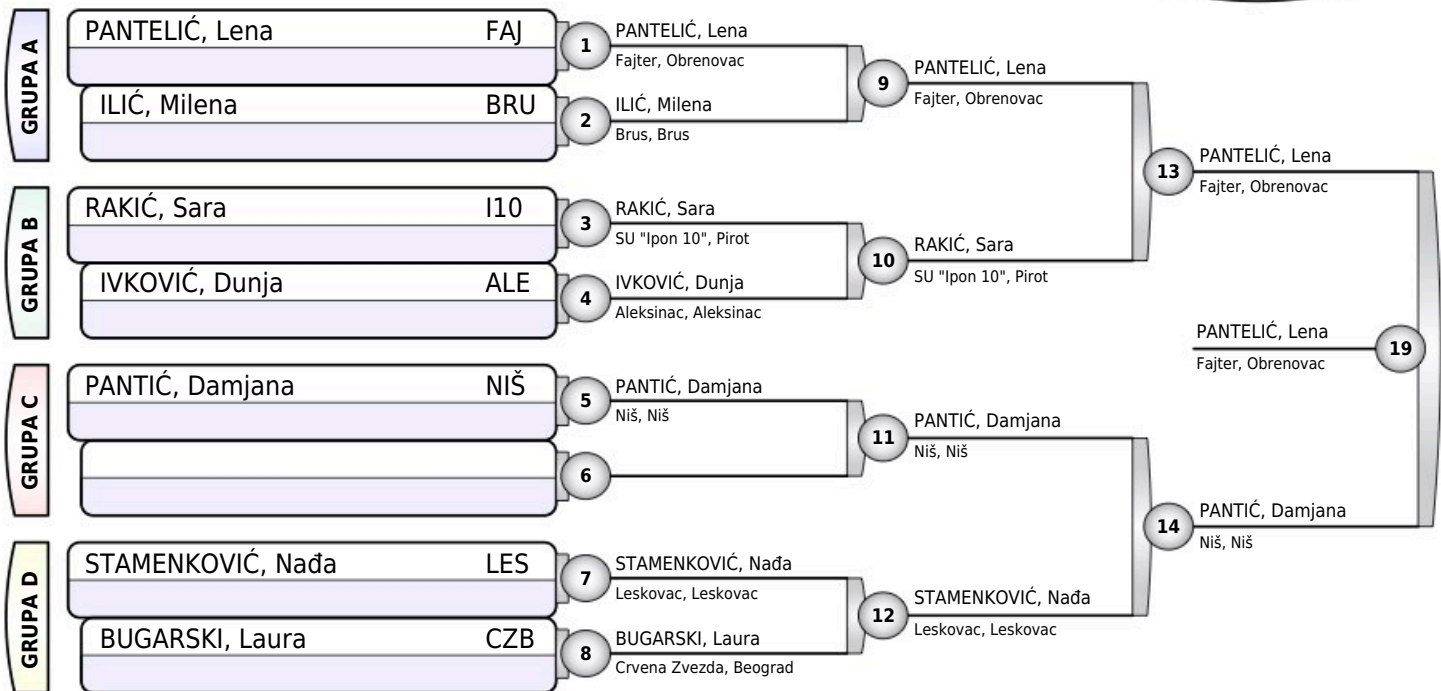 GRUPA A
PANTELIĆ, Lena FAJ
ILIĆ, Milena BRU
1
PANTELIĆ, Lena
Fajter, Obrenovac
2
ILIĆ, Milena
Brus, Brus
9
PANTELIĆ, Lena
Fajter, Obrenovac
GRUPA B
RAKIĆ, Sara I10
IVKOVIĆ, Dunja ALE
3
RAKIĆ, Sara
SU "Ipon 10", Pirot
4
IVKOVIĆ, Dunja
Aleksinac, Aleksinac
10
RAKIĆ, Sara
SU "Ipon 10", Pirot
13
PANTELIĆ, Lena
Fajter, Obrenovac
GRUPA C
PANTIĆ, Damjana NIŠ
5
PANTIĆ, Damjana
Niš, Niš
6
11
PANTIĆ, Damjana
Niš, Niš
GRUPA D
STAMENKOVIĆ, Nađa LES
BUGARSKI, Laura CZB
7
STAMENKOVIĆ, Nađa
Leskovac, Leskovac
8
BUGARSKI, Laura
Crvena Zvezda, Beograd
12
STAMENKOVIĆ, Nađa
Leskovac, Leskovac
14
PANTIĆ, Damjana
Niš, Niš
PANTELIĆ, Lena
Fajter, Obrenovac
19